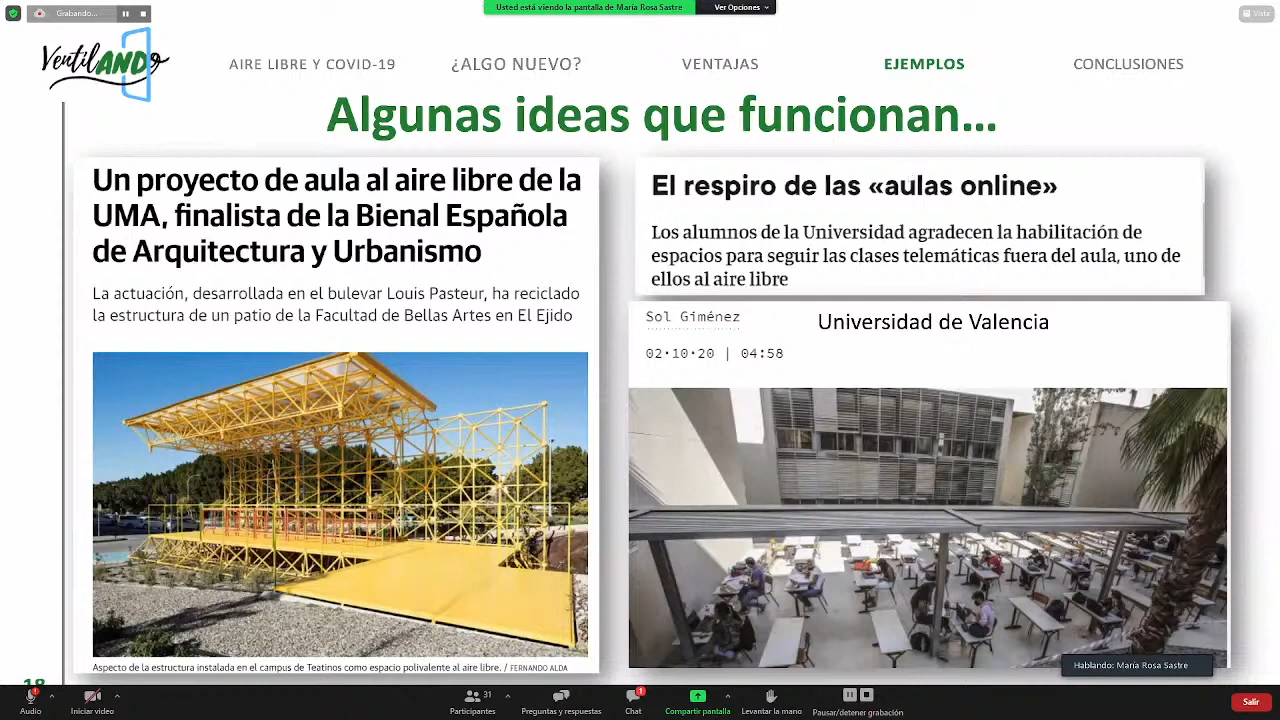 Grabando...
Usted está viendo la pantalla de María Rosa Sastre
Ver Opciones
Vista
VentilANDo
AIRE LIBRE Y COVID-19
¿ALGO NUEVO?
VENTAJAS
EJEMPLOS
CONCLUSIONES
Algunas ideas que funcionan...
Un proyecto de aula al aire libre de la
UMA, finalista de la Bienal Española
de Arquitectura y Urbanismo
La actuación, desarrollada en el bulevar Louis Pasteur, ha reciclado
la estructura de un patio de la Facultad de Bellas Artes en El Ejido
Aspecto de la estructura instalada en el campus de Teatinos como espacio polivalente al aire libre. / FERNANDO ALDA
El respiro de las «aulas online»
Los alumnos de la Universidad agradecen la habilitación de
espacios para seguir las clases telemáticas fuera del aula, uno de
ellos al aire libre
Sol Giménez
Universidad de Valencia
02·10·20 | 04:58
Hablando: María Rosa Sastre
18
Audio
Iniciar video
31
Participantes
Preguntas y respuestas
1
Chat
Compartir pantalla
Levantar la mano
Pausar/detener grabación
Salir